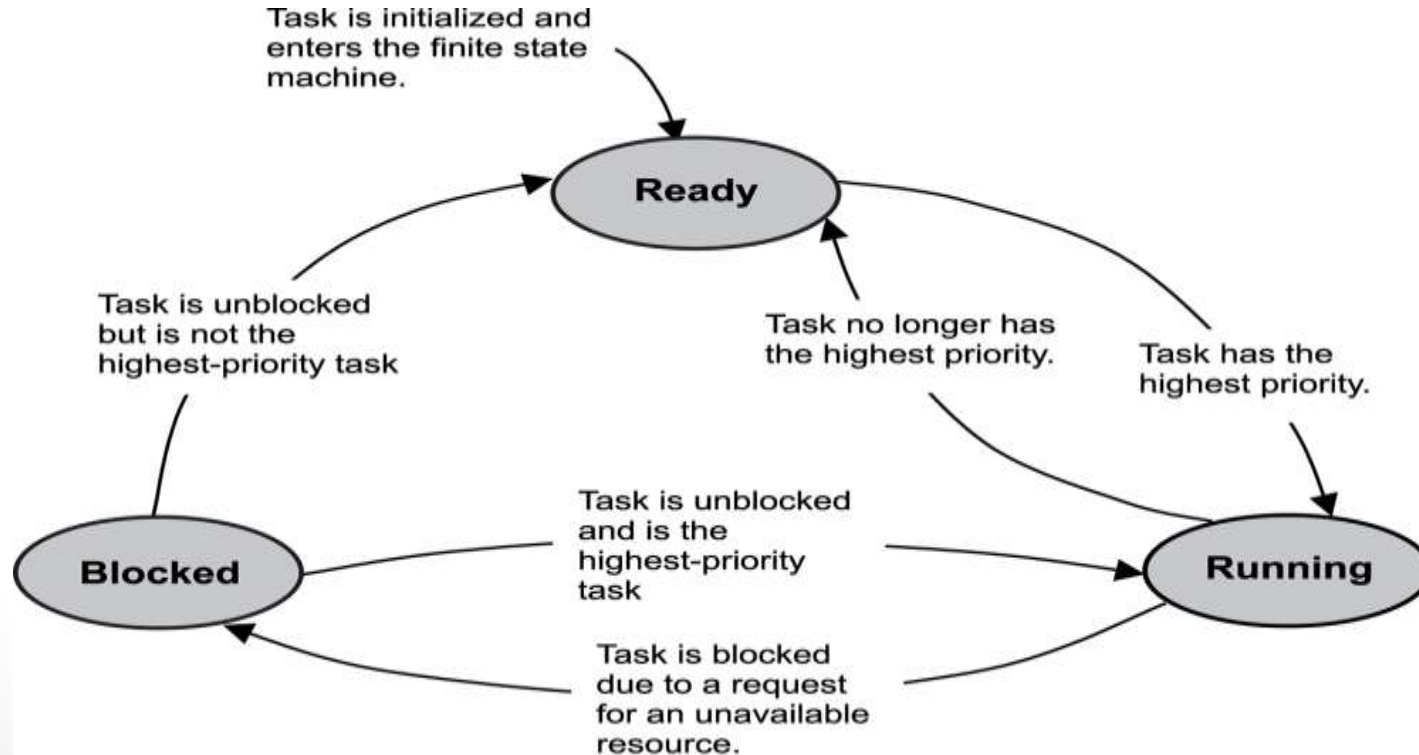 Task is initialized and
enters the finite state
machine.
Ready
Task is unblocked
but is not the
highest-priority task
Task no longer has
the highest priority.
Task has the
highest priority.
Task is unblocked
and is the
highest-priority
task
Blocked
Running
Task is blocked
due to a request
for an unavailable
resource.